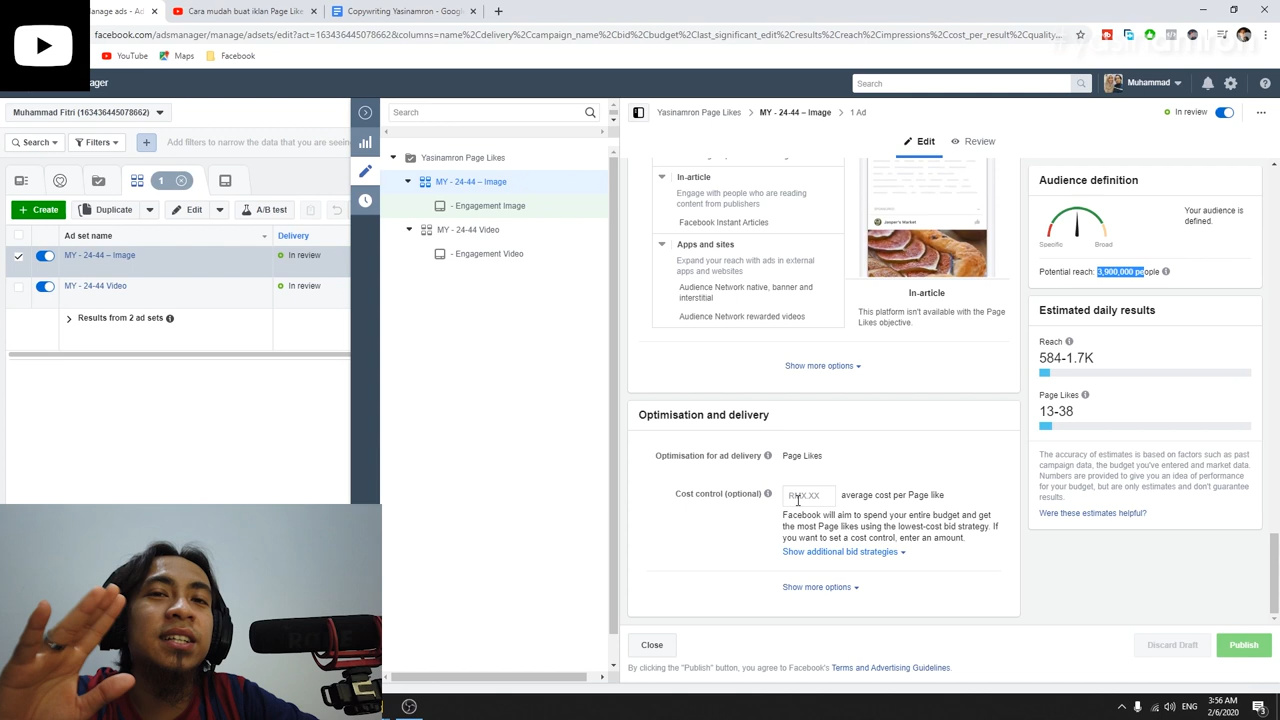 nage ads - Ad
Cara mudah buat iklan Page Like
Copywriting Yasinamron - Google
facebook.com/adsmanager/manage/adsets/edit?act=163436445078662&column=name%2Cdelivery%2Ccampaign_name%2Cbid%2Cbudget%2Clast_significant_edit%2Cresults%2Creach%2Cimpressions%2Ccost_per_result%2Cquality...
YouTube
Maps
Facebook
#yasinamron
ager
Search
Muhammad
Muhammad Fitri (163436445078662)
Search
Filters
Add filters to narrow the data that you are seein
1
Create
Duplicate
Edit
A/B test
Ad set name
Delivery
MY - 24-44 – Image
In review
MY - 24-44 Video
In review
Results from 2 ad sets
Search
Yasinamron Page Likes
MY - 24-44 – Image
- Engagement Image
MY - 24-44 Video
- Engagement Video
Yasinamron Page Likes
MY - 24-44 – Image
1 Ad
In review
Edit
Review
In-article
Engage with people who are reading
content from publishers
Facebook Instant Articles
Apps and sites
Expand your reach with ads in external
apps and websites
Audience Network native, banner and
interstitial
Audience Network rewarded videos
Jasper's Market
In-article
This platform isn't available with the Page
Likes objective.
Show more options
Optimisation and delivery
Optimisation for ad delivery
Page Likes
Cost control (optional)
average cost per Page like
Facebook will aim to spend your entire budget and get
the most Page likes using the lowest-cost bid strategy. If
you want to set a cost control, enter an amount.
Show additional bid strategies
Show more options
Close
Discard Draft
Publish
By clicking the "Publish" button, you agree to Facebook's Terms and Advertising Guidelines.
Audience definition
Specific
Broad
Your audience is
defined.
Potential reach: 3,900,000 people
Estimated daily results
Reach
584-1.7K
Page Likes
13-38
The accuracy of estimates is based on factors such as past
campaign data, the budget you've entered and market data.
Numbers are provided to give you an idea of performance
for your budget, but are only estimates and don't guarantee
results.
Were these estimates helpful?
RODE
ENG
3:56 AM
2/6/2020
3